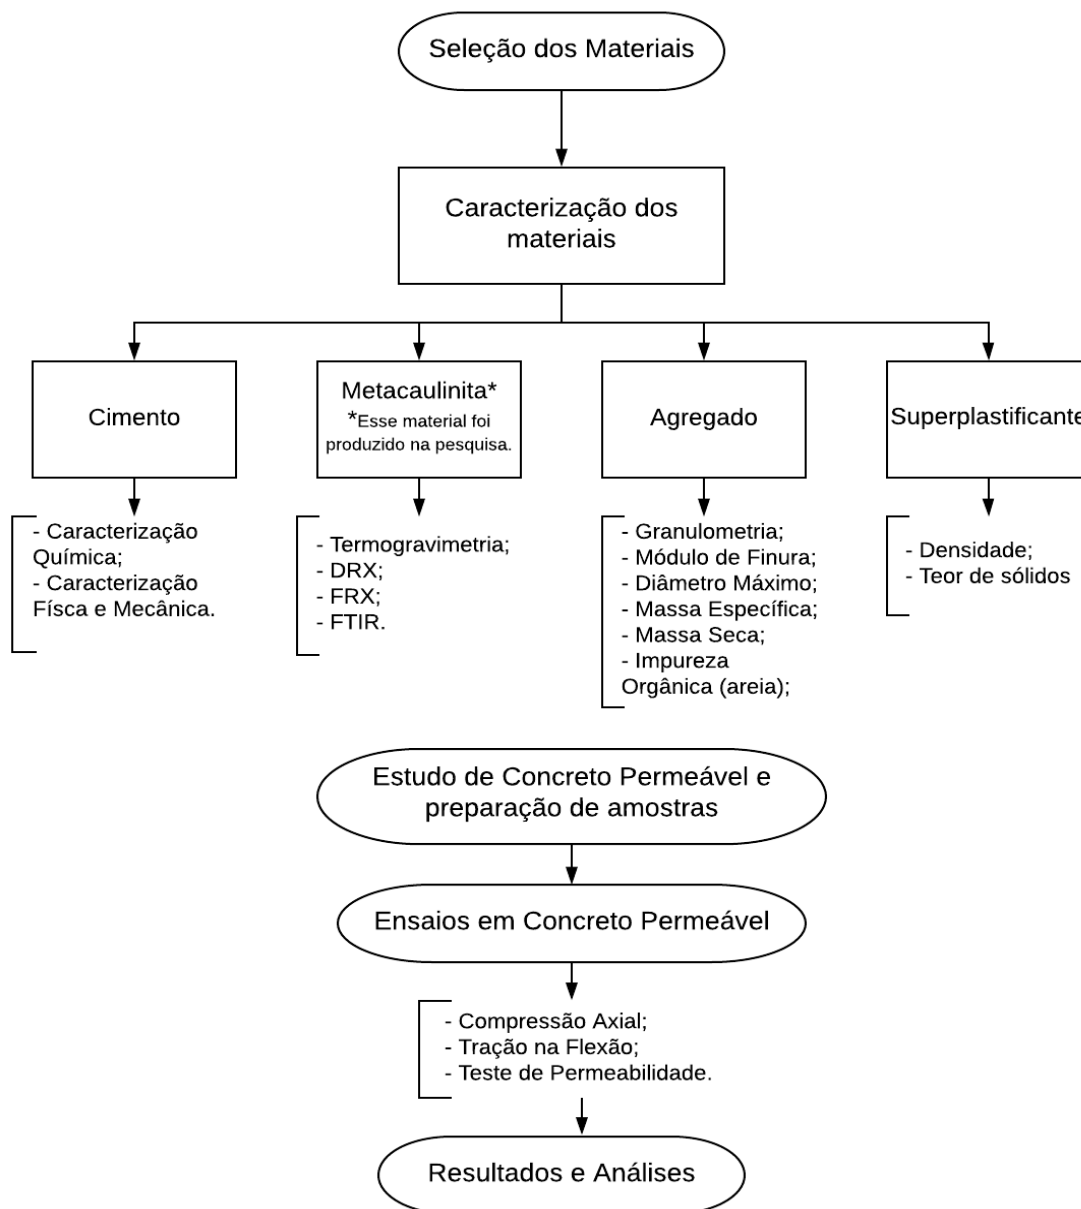 Seleção dos Materiais
Caracterização dos
materiais
Cimento
Metacaulinita*
*Esse material foi
produzido na pesquisa.
Agregado
Superplastificante
- Caracterização
Química;
- Caracterização
Físca e Mecânica.
- Termogravimetria;
- DRX;
- FRX;
- FTIR.
- Granulometria;
- Módulo de Finura;
- Diâmetro Máximo;
- Massa Específica;
- Massa Seca;
- Impureza
Orgânica (areia);
- Densidade;
- Teor de sólidos
Estudo de Concreto Permeável e
preparação de amostras
Ensaios em Concreto Permeável
- Compressão Axial;
- Tração na Flexão;
- Teste de Permeabilidade.
Resultados e Análises